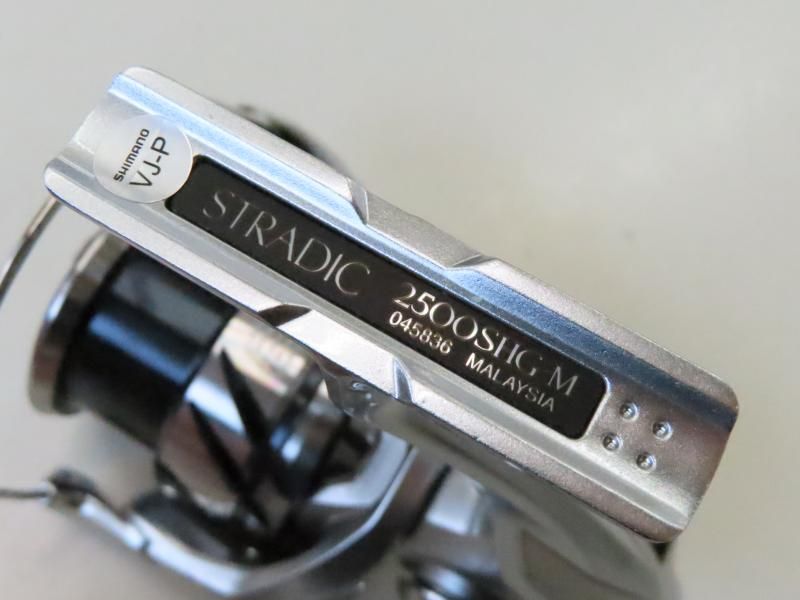 SHIMANO
VJ-P
STRADIC 2500SHG-M
045836 MALAYSIA